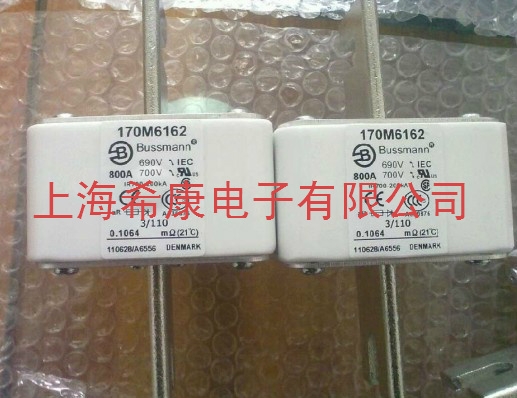 170M6162
Bussmann®
690V ~ IEC
800A 700V ~
3/110
0.1064 mΩ (21℃)
110628/A6556 DENMARK
170M6162
Bussmann®
690V ~ IEC
800A 700V ~
3/110
0.1064 mΩ (21℃)
110628/A6556 DENMARK
上海希康电子有限公司